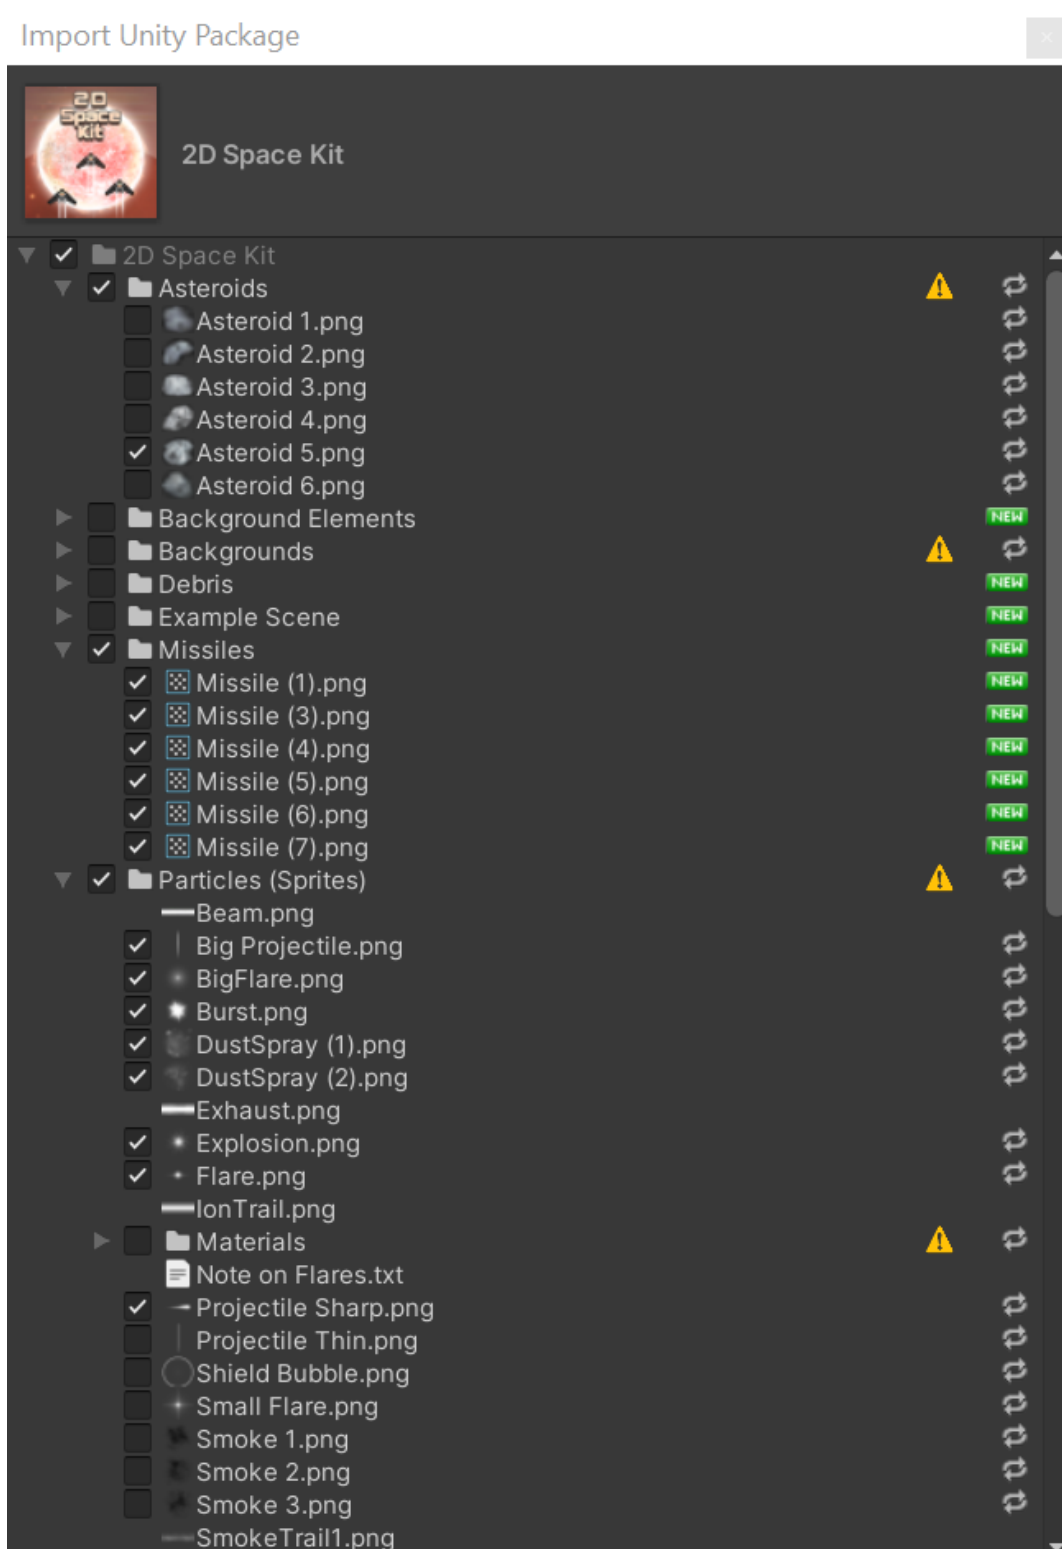 Import Unity Package
2D
Space
Kit
2D Space Kit
2D Space Kit
Asteroids
Asteroid 1.png
Asteroid 2.png
Asteroid 3.png
Asteroid 4.png
Asteroid 5.png
Asteroid 6.png
Background Elements NEW
Backgrounds
Debris NEW
Example Scene NEW
Missiles NEW
Missile (1).png NEW
Missile (3).png NEW
Missile (4).png NEW
Missile (5).png NEW
Missile (6).png NEW
Missile (7).png NEW
Particles (Sprites)
Beam.png
Big Projectile.png
BigFlare.png
Burst.png
DustSpray (1).png
DustSpray (2).png
Exhaust.png
Explosion.png
Flare.png
IonTrail.png
Materials
Note on Flares.txt
Projectile Sharp.png
Projectile Thin.png
Shield Bubble.png
Small Flare.png
Smoke 1.png
Smoke 2.png
Smoke 3.png
SmokeTrail1.png